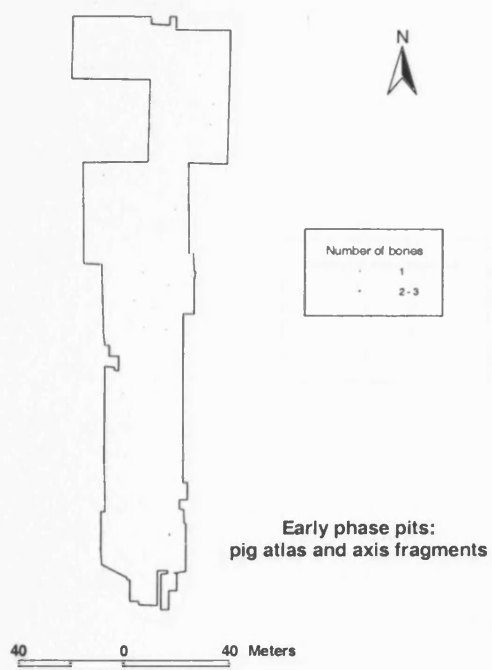 N
Number of bones
1
2-3
Early phase pits:
pig atlas and axis fragments
40 0 40 Meters